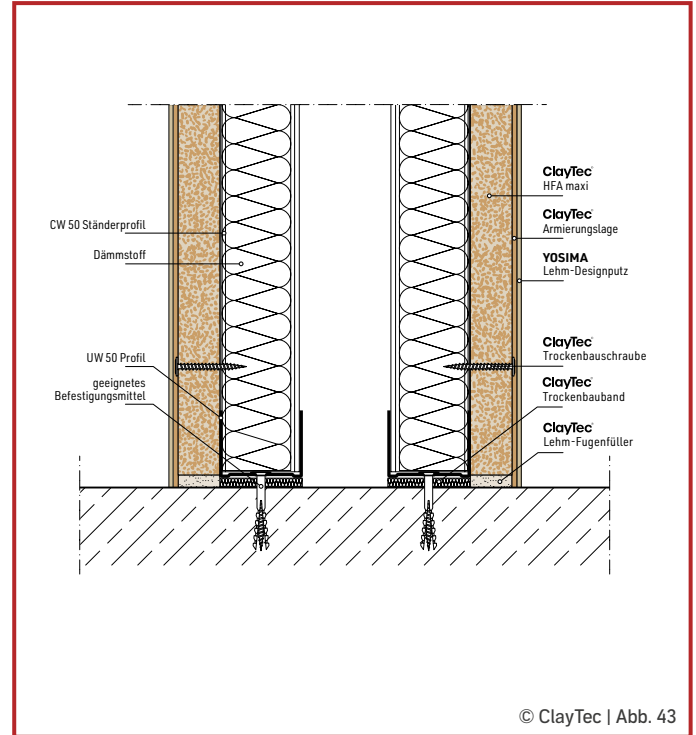 CW 50 Ständerprofil
Dämmstoff
UW 50 Profil
geeignetes
Befestigungsmittel
ClayTec®
HFA maxi
ClayTec®
Armierungslage
YOSIMA
Lehm-Designputz
ClayTec®
Trockenbauschraube
ClayTec®
Trockenbauband
ClayTec®
Lehm-Fugenfüller
© ClayTec | Abb. 43